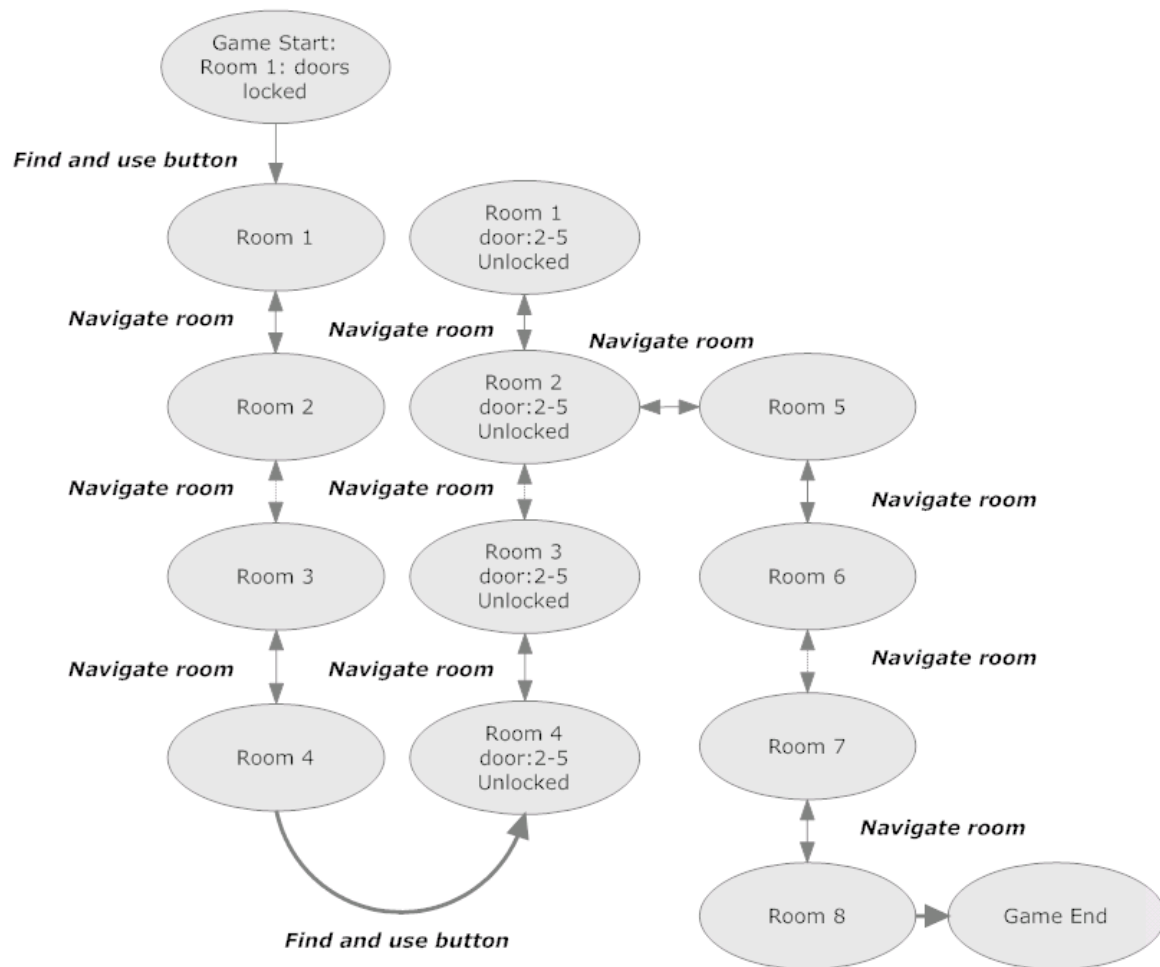 Game Start:
Room 1: doors
locked
Find and use button
Room 1
Room 1
door:2-5
Unlocked
Navigate room
Navigate room
Navigate room
Room 2
Room 2
door:2-5
Unlocked
Room 5
Navigate room
Navigate room
Navigate room
Room 3
Room 3
door:2-5
Unlocked
Room 6
Navigate room
Navigate room
Navigate room
Room 4
Room 4
door:2-5
Unlocked
Room 7
Navigate room
Find and use button
Room 8
Game End